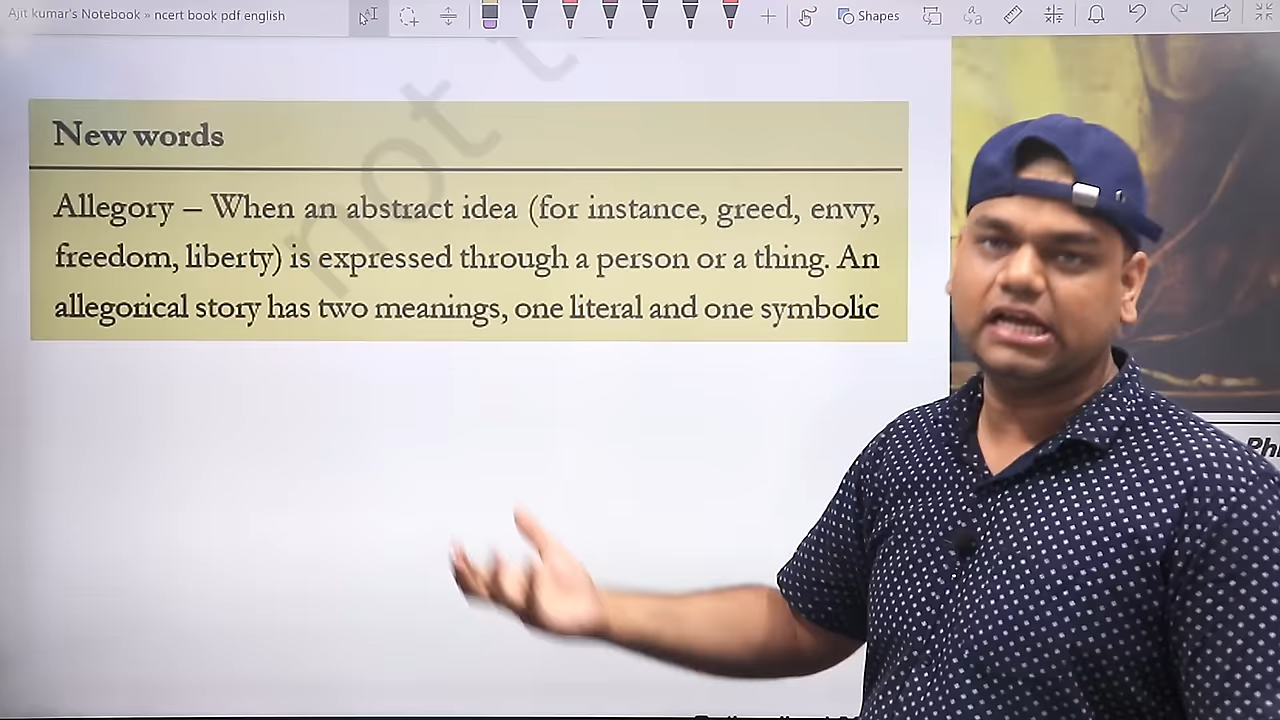 Ajit kumar's Notebook » ncert book pdf english
Shapes
not t
New words
Allegory – When an abstract idea (for instance, greed, envy,
freedom, liberty) is expressed through a person or a thing. An
allegorical story has two meanings, one literal and one symbolic